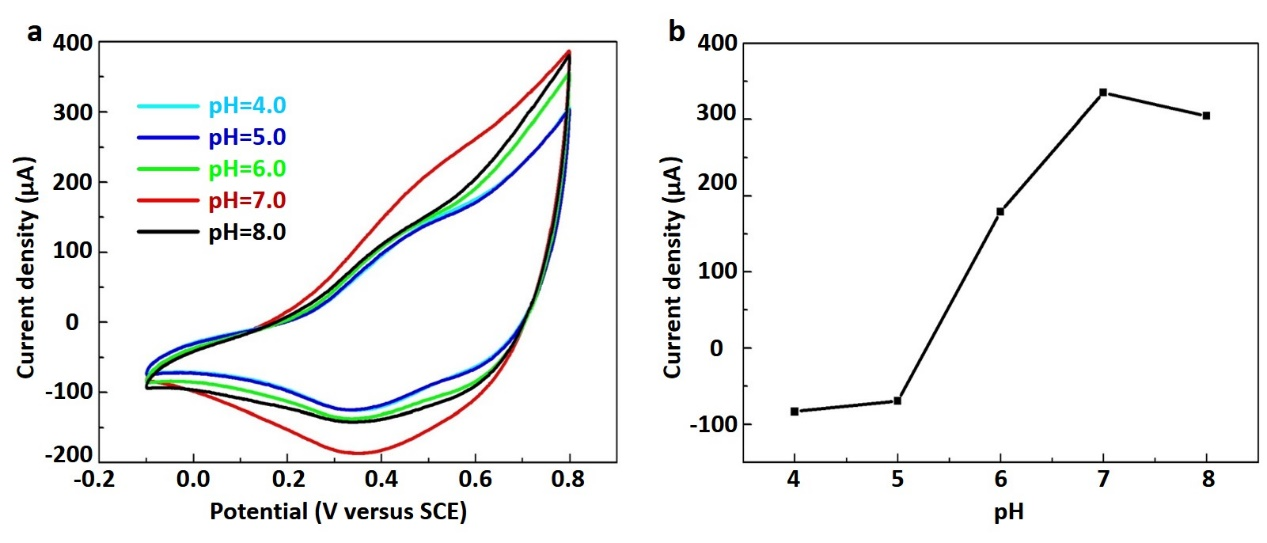 a
400
300
200
100
0
-100
-200
-0.2 0.0 0.2 0.4 0.6 0.8
Current density (µA)
Potential (V versus SCE)
pH=4.0
pH=5.0
pH=6.0
pH=7.0
pH=8.0
b
400
300
200
100
0
-100
4 5 6 7 8
Current density (µA)
pH